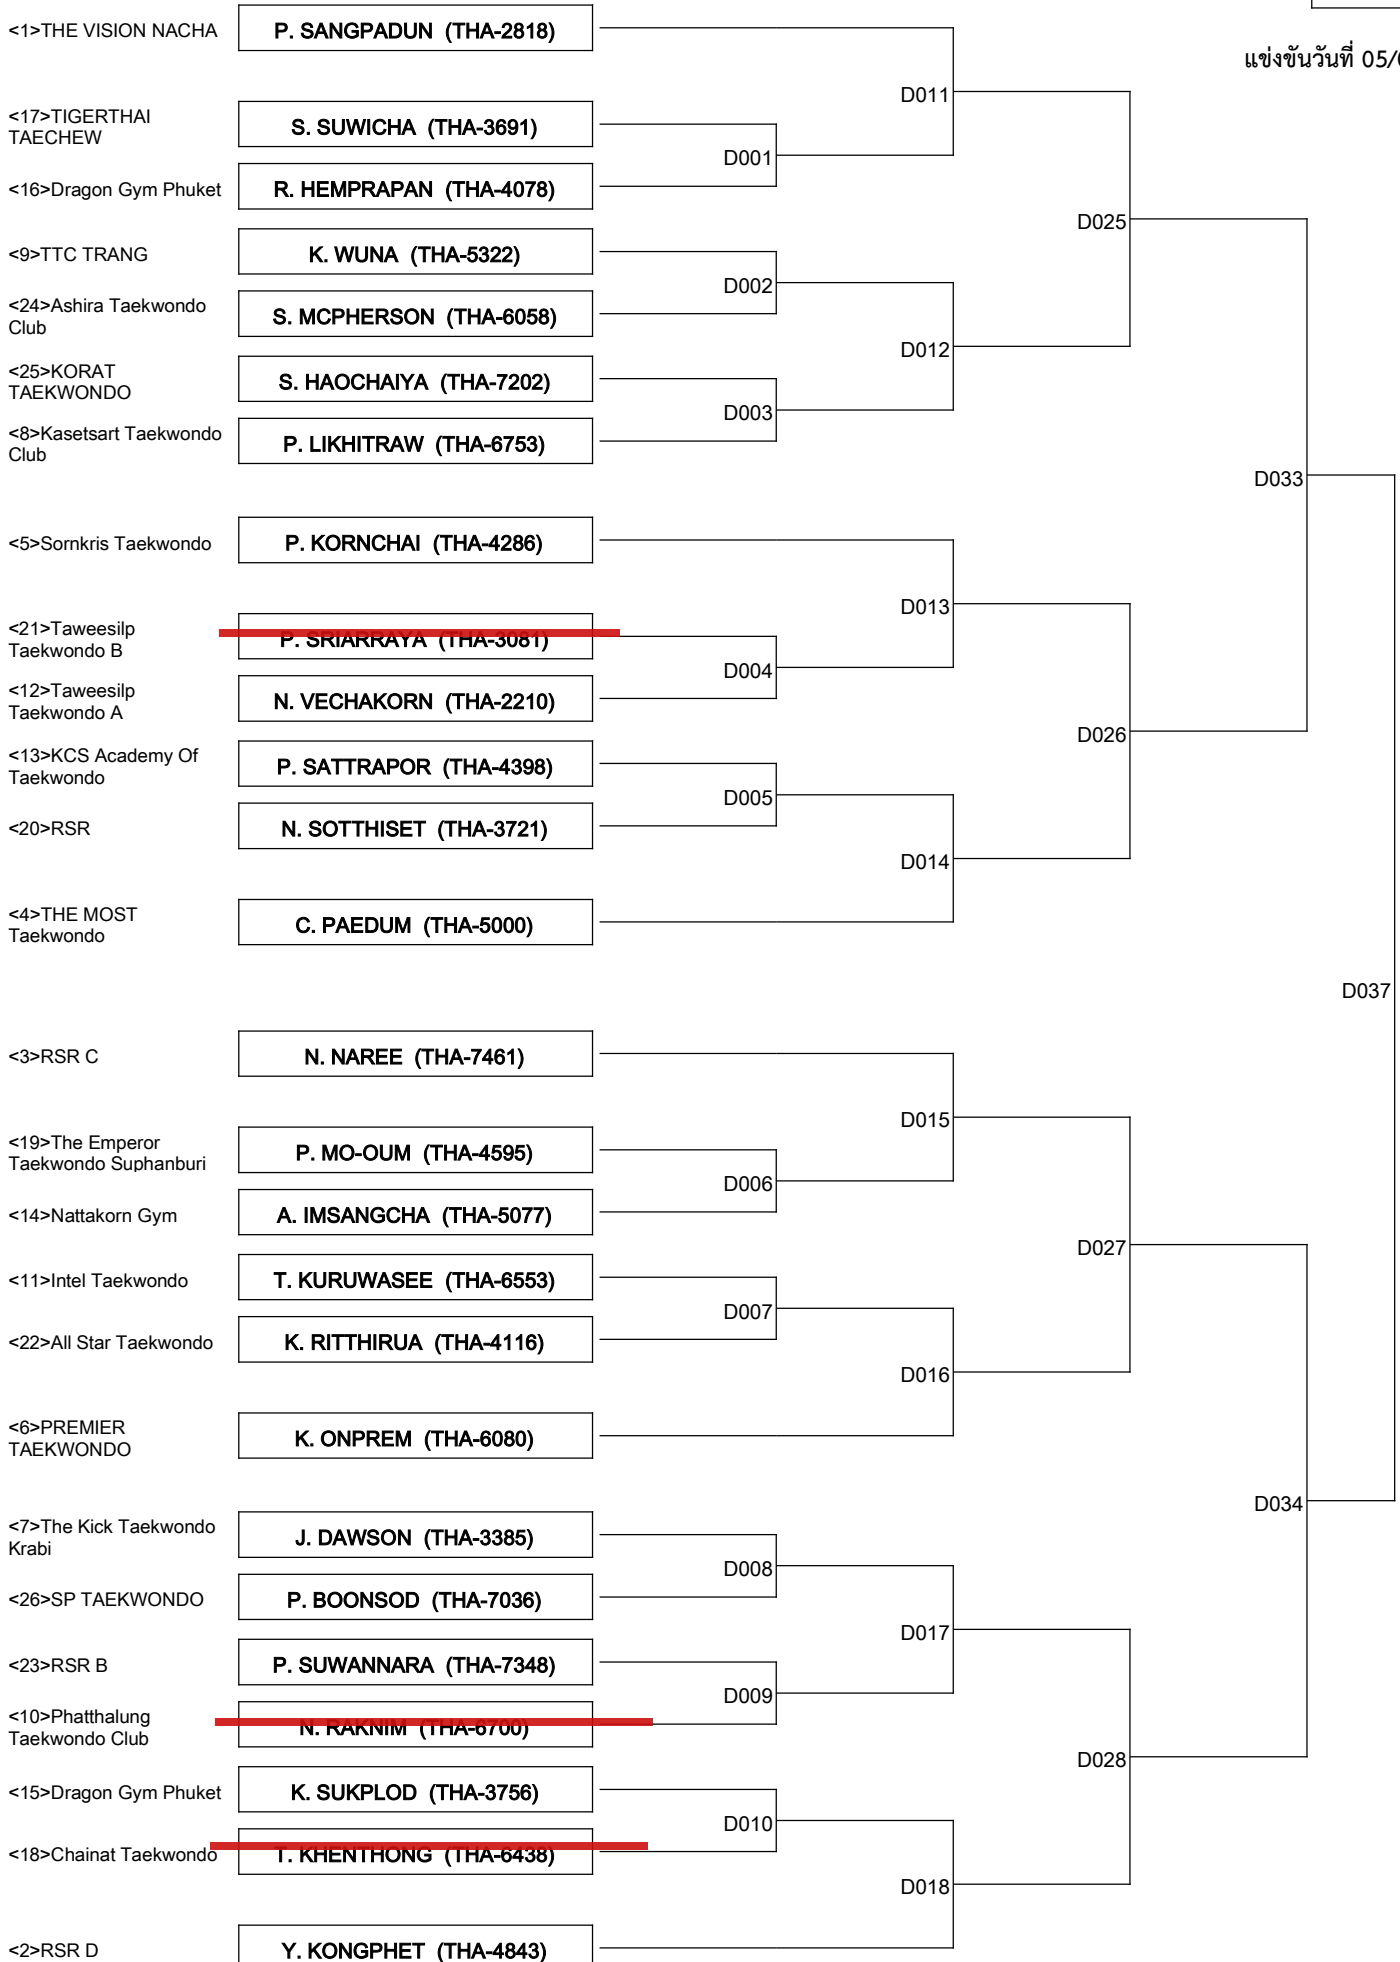 <1>THE VISION NACHA
P. SANGPADUN (THA-2818)
แข่งขันวันที่ 05/
D011
<17>TIGERTHAI
TAECHEW
S. SUWICHA (THA-3691)
D001
<16>Dragon Gym Phuket
R. HEMPRAPAN (THA-4078)
D025
<9>TTC TRANG
K. WUNA (THA-5322)
D002
<24>Ashira Taekwondo
Club
S. MCPHERSON (THA-6058)
D012
<25>KORAT
TAEKWONDO
S. HAOCHAIYA (THA-7202)
D003
<8>Kasetsart Taekwondo
Club
P. LIKHITRAW (THA-6753)
D033
<5>Sornkris Taekwondo
P. KORNCHAI (THA-4286)
D013
<21>Taweesilp
Taekwondo B
P. SRIARRAYA (THA-3081)
D004
<12>Taweesilp
Taekwondo A
N. VECHAKORN (THA-2210)
D026
<13>KCS Academy Of
Taekwondo
P. SATTRAPOR (THA-4398)
D005
<20>RSR
N. SOTTHISET (THA-3721)
D014
<4>THE MOST
Taekwondo
C. PAEDUM (THA-5000)
D037
<3>RSR C
N. NAREE (THA-7461)
D015
<19>The Emperor
Taekwondo Suphanburi
P. MO-OUM (THA-4595)
D006
<14>Nattakorn Gym
A. IMSANGCHA (THA-5077)
D027
<11>Intel Taekwondo
T. KURUWASEE (THA-6553)
D007
<22>All Star Taekwondo
K. RITTHIRUA (THA-4116)
D016
<6>PREMIER
TAEKWONDO
K. ONPREM (THA-6080)
D034
<7>The Kick Taekwondo
Krabi
J. DAWSON (THA-3385)
D008
<26>SP TAEKWONDO
P. BOONSOD (THA-7036)
D017
<23>RSR B
P. SUWANNARA (THA-7348)
D009
<10>Phatthalung
Taekwondo Club
N. RAKNIM (THA-6700)
D028
<15>Dragon Gym Phuket
K. SUKPLOD (THA-3756)
D010
<18>Chainat Taekwondo
T. KHENTHONG (THA-6438)
D018
<2>RSR D
Y. KONGPHET (THA-4843)